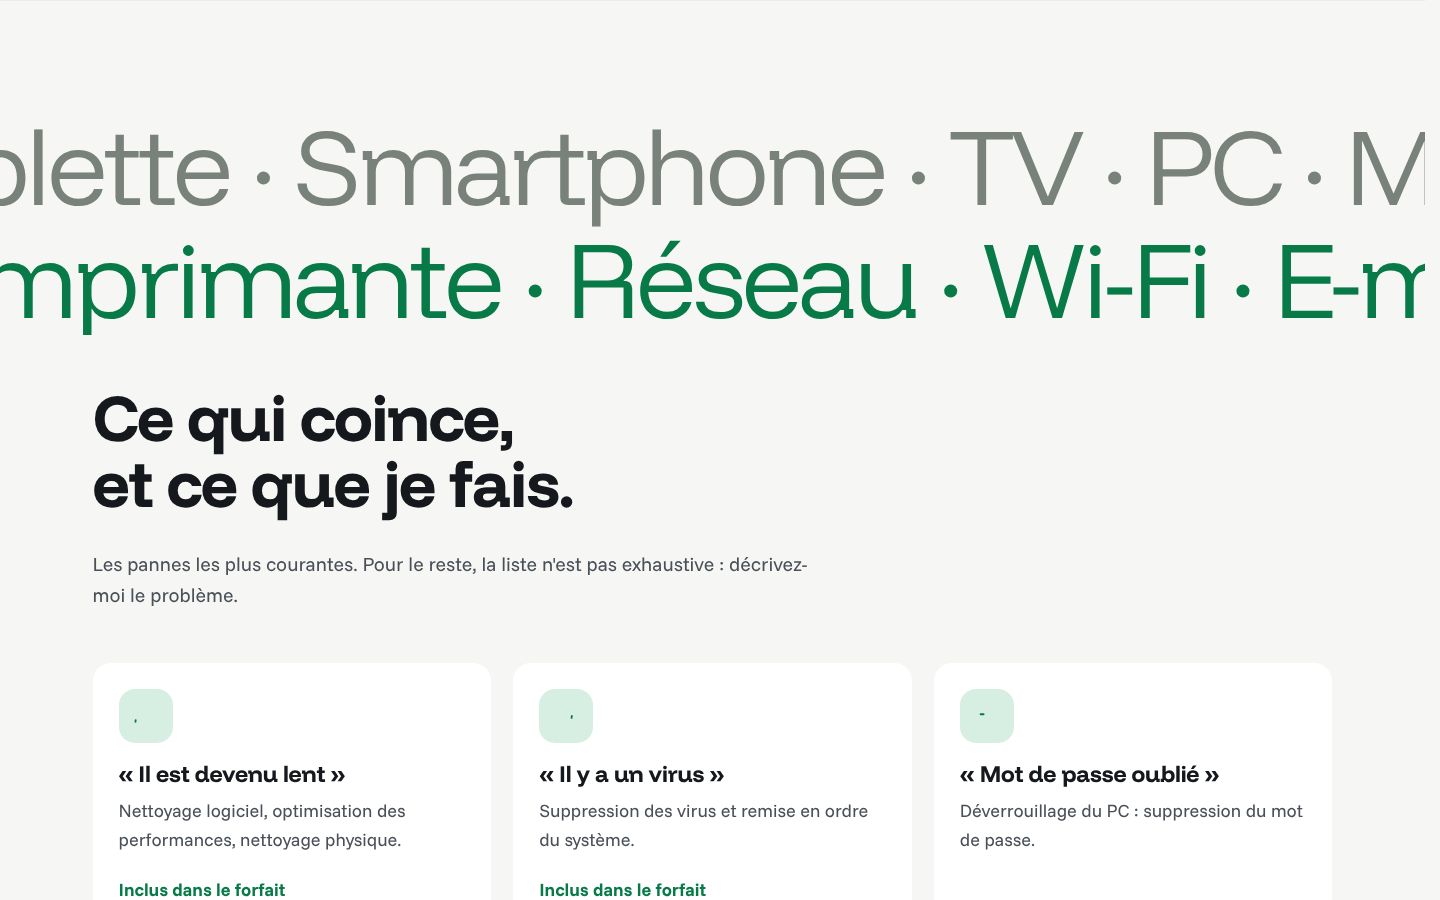 Smartphone · TV · PC ·
· Réseau · Wi-Fi ·
Ce qui coince,
et ce que je fais.
Les pannes les plus courantes. Pour le reste, la liste n'est pas exhaustive : décrivez-
moi le problème.
« Il est devenu lent »
Nettoyage logiciel, optimisation des
performances, nettoyage physique.
Inclus dans le forfait
« Il y a un virus »
Suppression des virus et remise en ordre
du système.
Inclus dans le forfait
« Mot de passe oublié »
Déverrouillage du PC : suppression du mot
de passe.